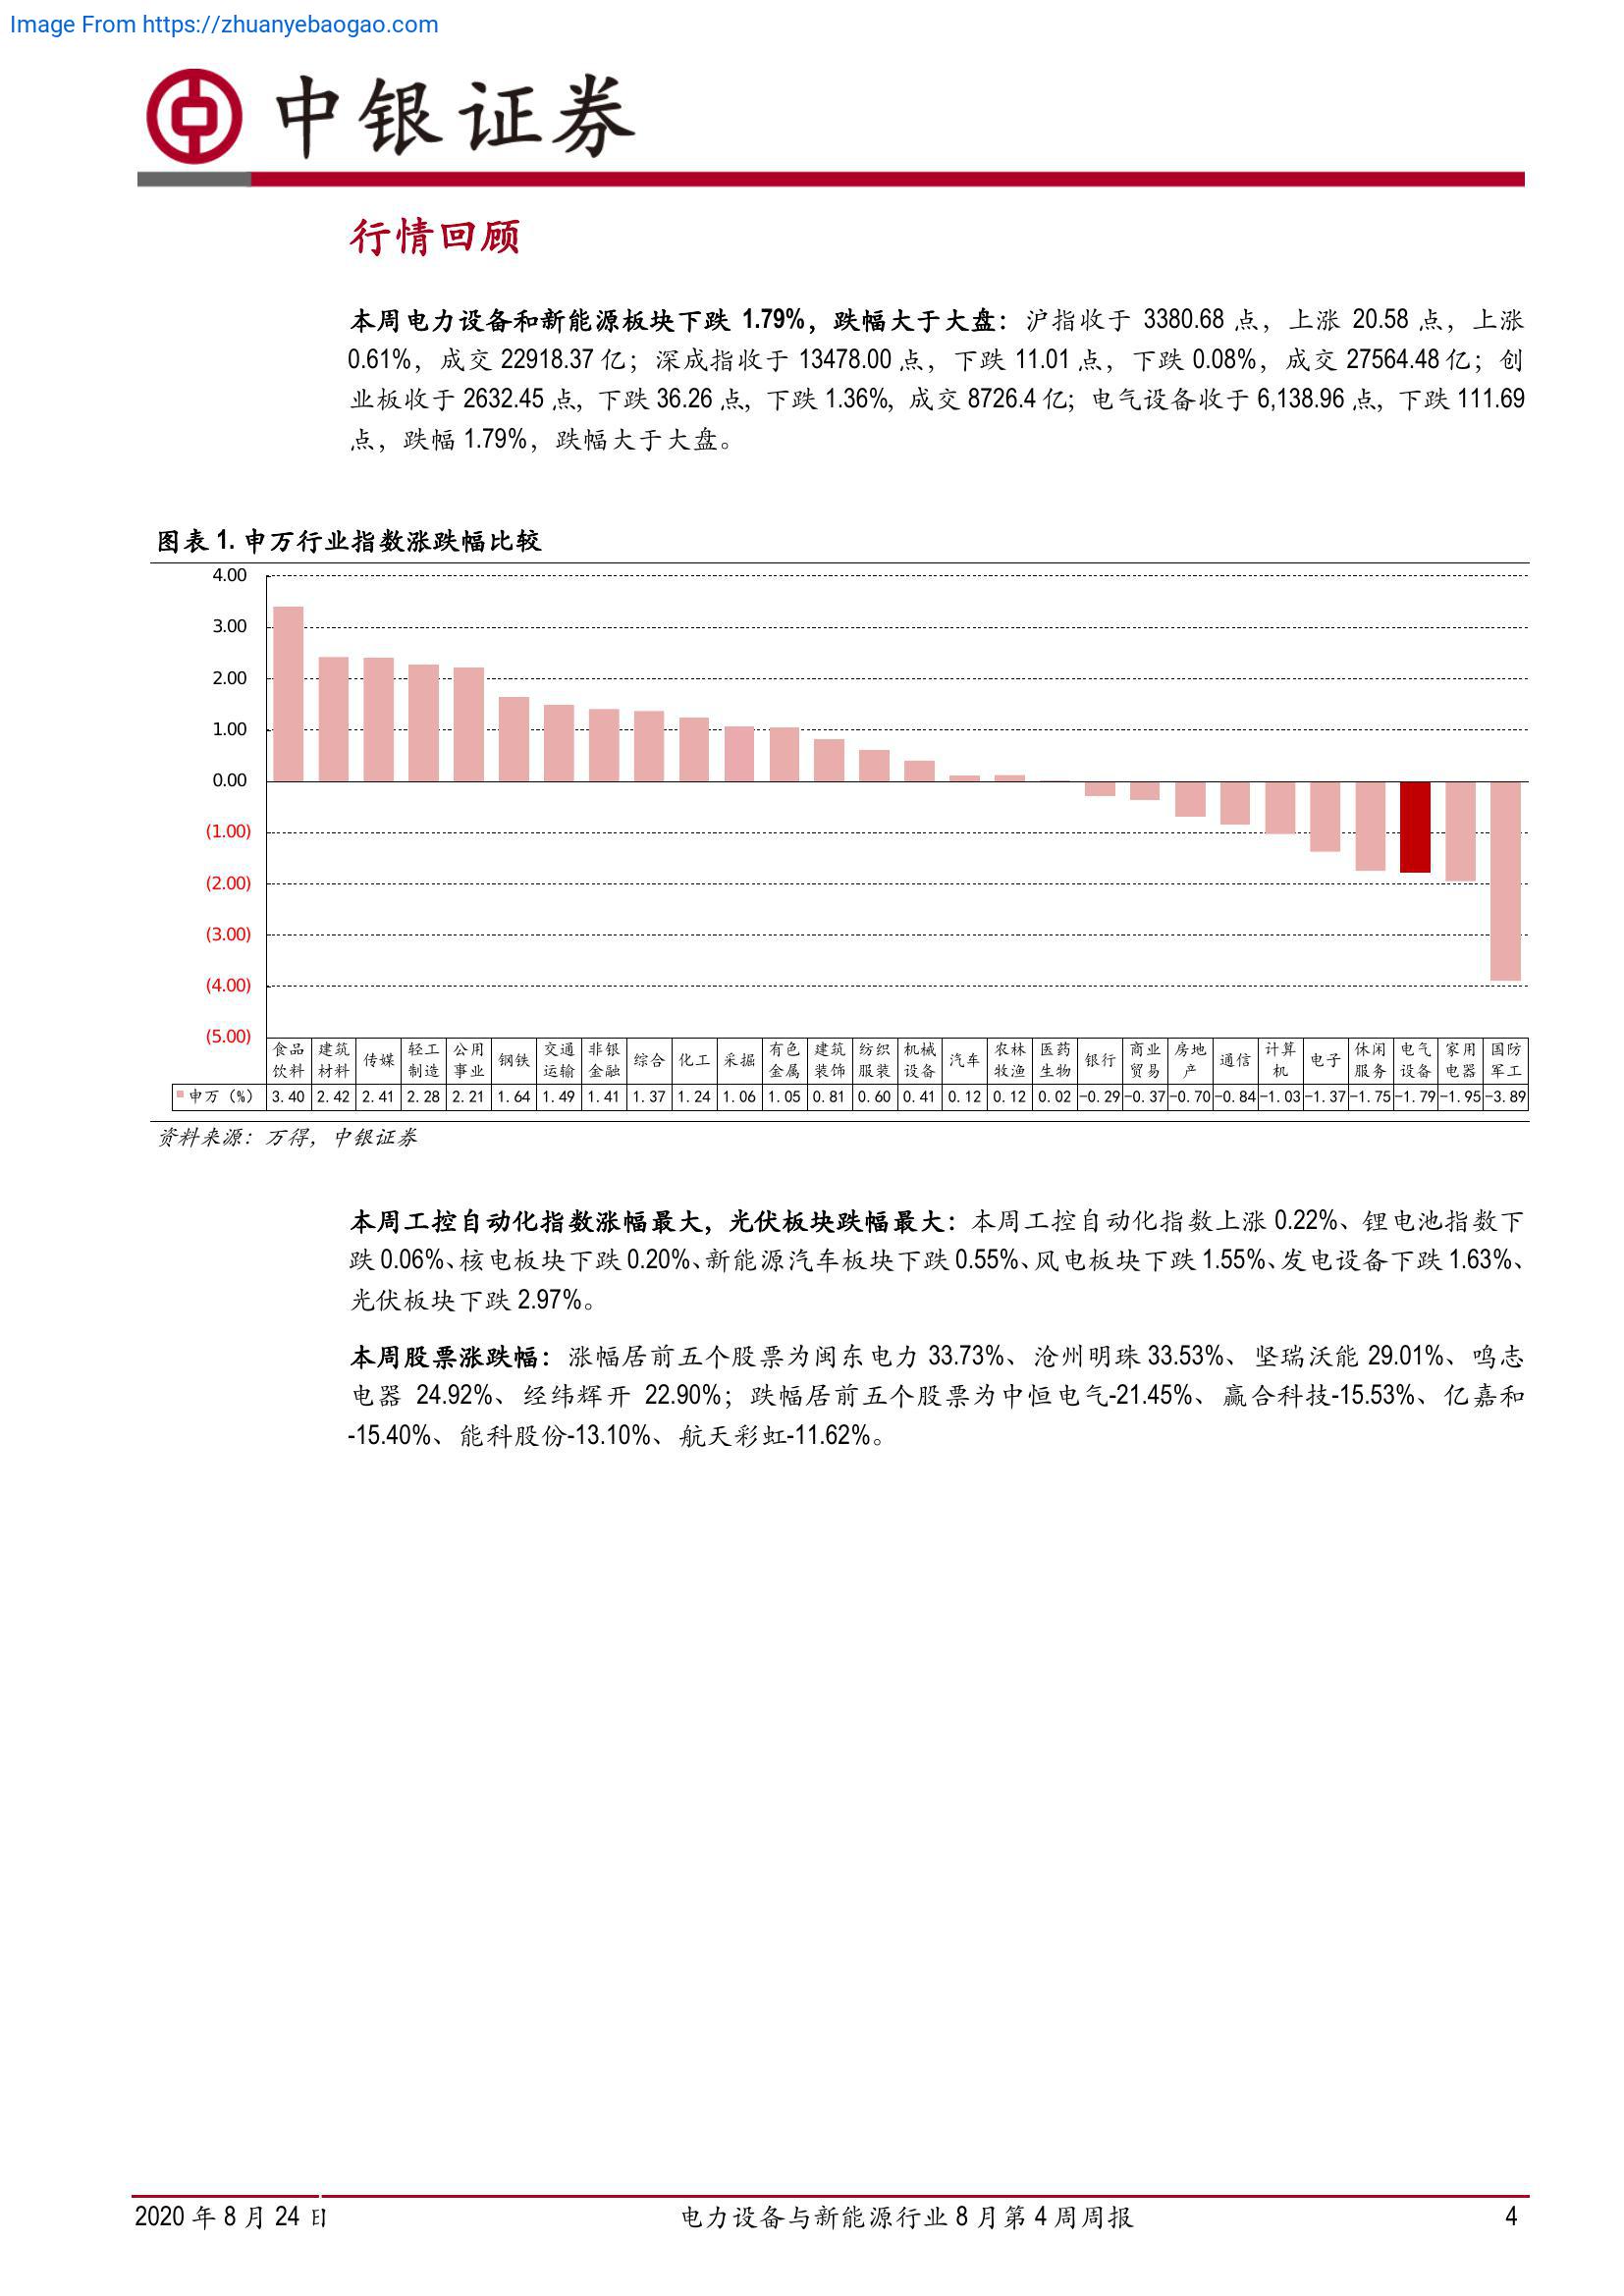 Image From https://zhuanyebaogao.com
中银证券
行情回顾
本周电力设备和新能源板块下跌 1.79%，跌幅大于大盘：沪指收于 3380.68 点，上涨 20.58 点，上涨
0.61%，成交 22918.37 亿；深成指收于 13478.00 点，下跌 11.01 点，下跌 0.08%，成交 27564.48 亿；创
业板收于 2632.45 点，下跌 36.26 点，下跌 1.36%，成交 8726.4 亿；电气设备收于 6,138.96 点，下跌 111.69
点，跌幅 1.79%，跌幅大于大盘。
图表 1. 申万行业指数涨跌幅比较
4.00
3.00
2.00
1.00
0.00
(1.00)
(2.00)
(3.00)
(4.00)
(5.00)
食品饮料 建筑材料 传媒 轻工制造 公用事业 钢铁 交通运输 非银金融 综合 化工 采掘 有色金属 建筑装饰 纺织服装 机械设备 汽车 农林牧渔 医药生物 银行 商业贸易 房地产 通信 计算机 电子 休闲服务 电气设备 家用电器 国防军工
申万（%） 3.40 2.42 2.41 2.28 2.21 1.64 1.49 1.41 1.37 1.24 1.06 1.05 0.81 0.60 0.41 0.12 0.12 0.02 -0.29 -0.37 -0.70 -0.84 -1.03 -1.37 -1.75 -1.79 -1.95 -3.89
资料来源：万得，中银证券
本周工控自动化指数涨幅最大，光伏板块跌幅最大：本周工控自动化指数上涨 0.22%、锂电池指数下
跌 0.06%、核电板块下跌 0.20%、新能源汽车板块下跌 0.55%、风电板块下跌 1.55%、发电设备下跌 1.63%、
光伏板块下跌 2.97%。
本周股票涨跌幅：涨幅居前五个股票为闽东电力 33.73%、沧州明珠 33.53%、坚瑞沃能 29.01%、鸣志
电器 24.92%、经纬辉开 22.90%；跌幅居前五个股票为中恒电气-21.45%、赢合科技-15.53%、亿嘉和
-15.40%、能科股份-13.10%、航天彩虹-11.62%。
2020 年 8 月 24 日 电力设备与新能源行业 8 月第 4 周周报 4